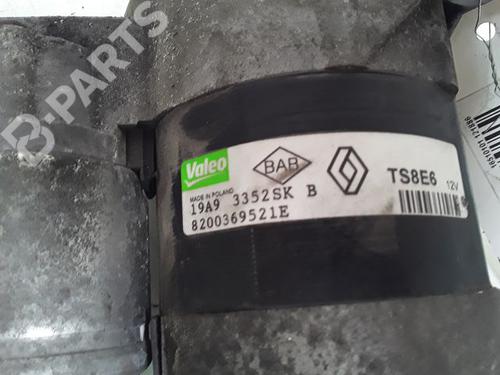 B-PARTS
Valeo
BAB
TS8E6
12V
MADE IN POLAND
19A9 3352SK B
8200369521E